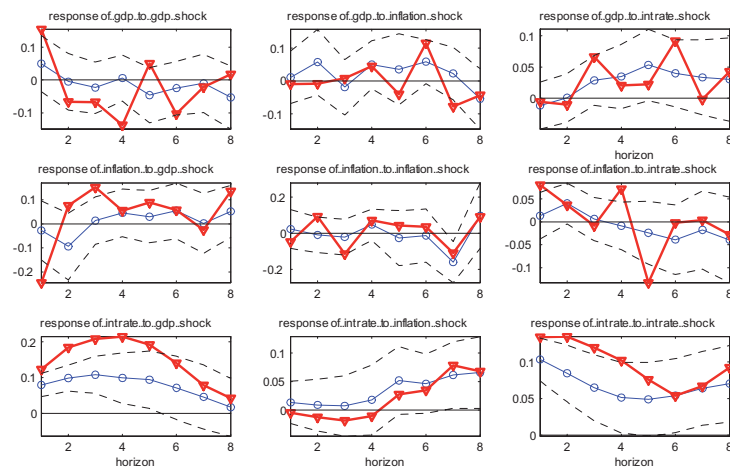 response of..gdp..to..gdp..shock
response of..gdp..to..inflation..shock
response of..gdp..to..intrate..shock
0.1
0
-0.1
2 4 6 8
0.1
0
-0.1
2 4 6 8
0.1
0.05
0
2 4 6 8
horizon
response of..inflation..to..gdp..shock
response of..inflation..to..inflation..shock
response of..inflation..to..intrate..shock
0.1
0
-0.1
-0.2
2 4 6 8
0.2
0
-0.2
2 4 6 8
0.05
0
-0.05
-0.1
2 4 6 8
response of..intrate..to..gdp..shock
response of..intrate..to..inflation..shock
response of..intrate..to..intrate..shock
0.2
0.1
0
2 4 6 8
horizon
0.1
0.05
0
2 4 6 8
horizon
0.1
0.05
0
2 4 6 8
horizon